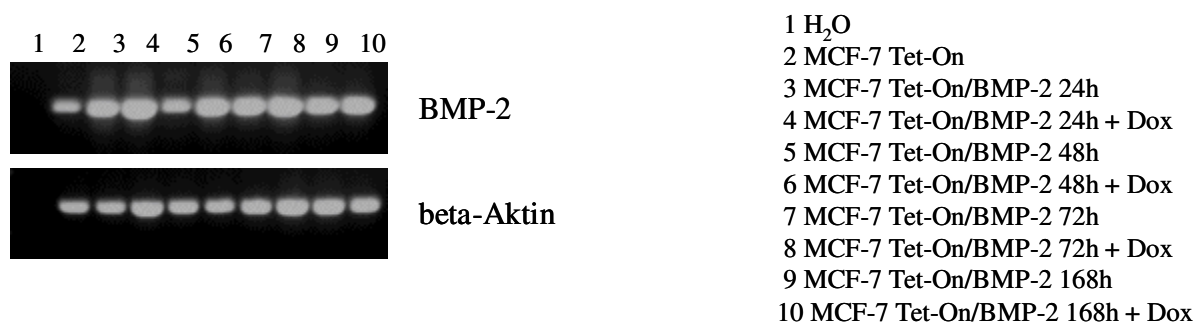 1 2 3 4 5 6 7 8 9 10
BMP-2
beta-Aktin
1 H₂O
2 MCF-7 Tet-On
3 MCF-7 Tet-On/BMP-2 24h
4 MCF-7 Tet-On/BMP-2 24h + Dox
5 MCF-7 Tet-On/BMP-2 48h
6 MCF-7 Tet-On/BMP-2 48h + Dox
7 MCF-7 Tet-On/BMP-2 72h
8 MCF-7 Tet-On/BMP-2 72h + Dox
9 MCF-7 Tet-On/BMP-2 168h
10 MCF-7 Tet-On/BMP-2 168h + Dox